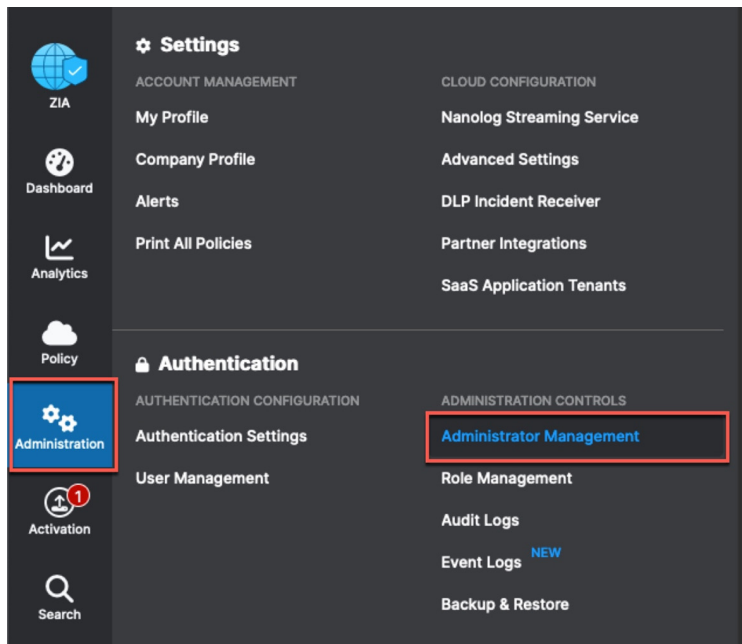 ZIA
Dashboard
Analytics
Policy
Administration
1
Activation
Search
Settings
ACCOUNT MANAGEMENT
My Profile
Company Profile
Alerts
Print All Policies
CLOUD CONFIGURATION
Nanolog Streaming Service
Advanced Settings
DLP Incident Receiver
Partner Integrations
SaaS Application Tenants
Authentication
AUTHENTICATION CONFIGURATION
Authentication Settings
User Management
ADMINISTRATION CONTROLS
Administrator Management
Role Management
Audit Logs
Event Logs NEW
Backup & Restore